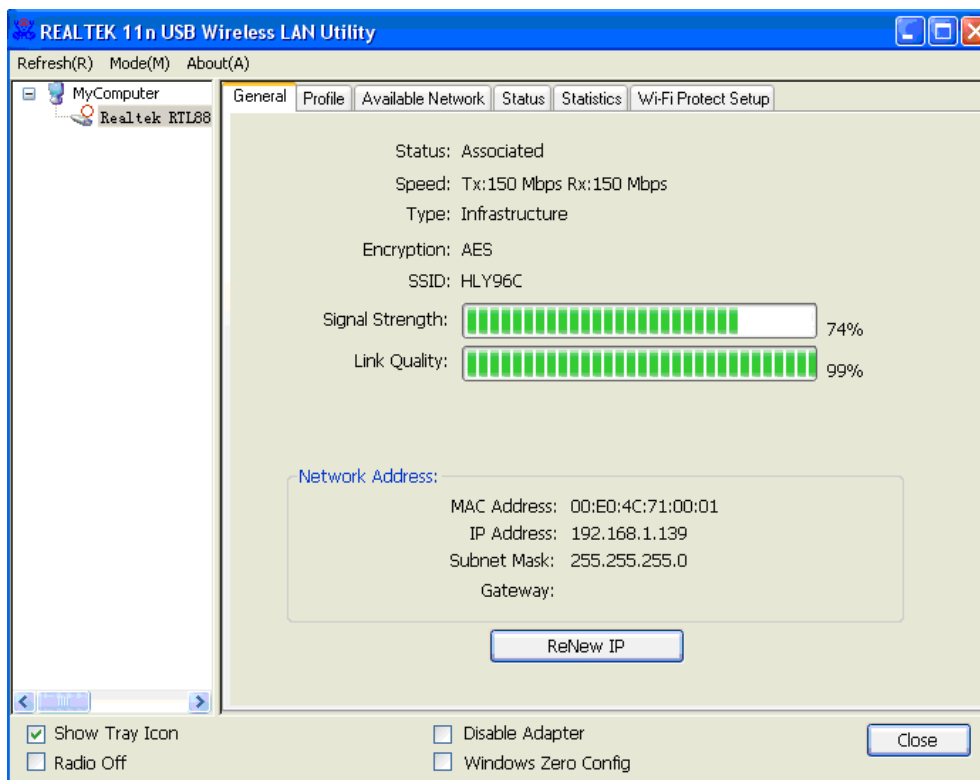 REALTEK 11n USB Wireless LAN Utility
Refresh(R) Mode(M) About(A)
MyComputer
Realtek RTL88
General Profile Available Network Status Statistics Wi-Fi Protect Setup
Status: Associated
Speed: Tx:150 Mbps Rx:150 Mbps
Type: Infrastructure
Encryption: AES
SSID: HLY96C
Signal Strength: 74%
Link Quality: 99%
Network Address:
MAC Address: 00:E0:4C:71:00:01
IP Address: 192.168.1.139
Subnet Mask: 255.255.255.0
Gateway:
ReNew IP
Show Tray Icon
Radio Off
Disable Adapter
Windows Zero Config
Close